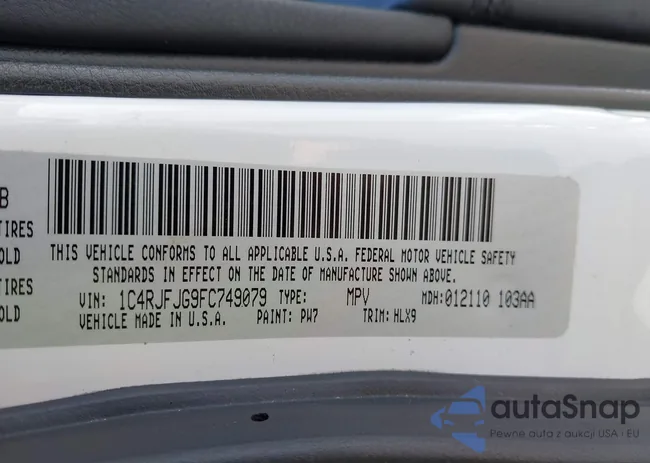 B
TIRES
OLD
TIRES
OLD
THIS VEHICLE CONFORMS TO ALL APPLICABLE U.S.A. FEDERAL MOTOR VEHICLE SAFETY
STANDARDS IN EFFECT ON THE DATE OF MANUFACTURE SHOWN ABOVE.
VIN: 1C4RJFJG9FC749079 TYPE: MPV MDH:012110 103AA
VEHICLE MADE IN U.S.A. PAINT: PW7 TRIM: HLX9
autaSnap
Pewne auta z aukcji USA i EU